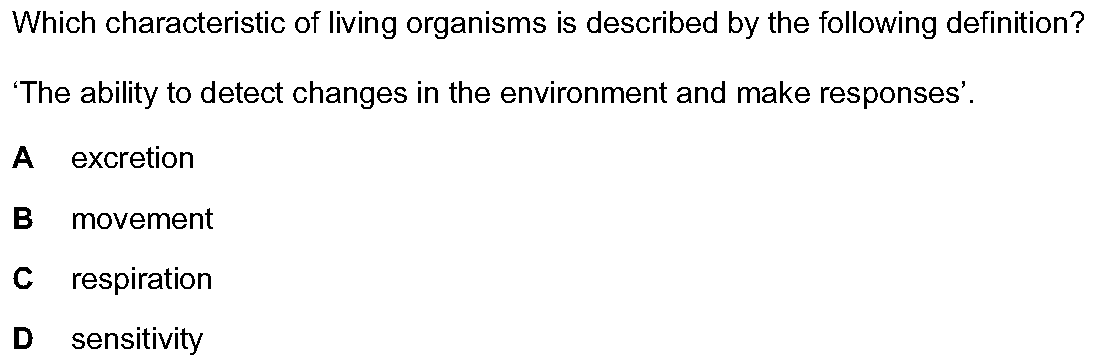 Which characteristic of living organisms is described by the following definition?
‘The ability to detect changes in the environment and make responses’.
A excretion
B movement
C respiration
D sensitivity